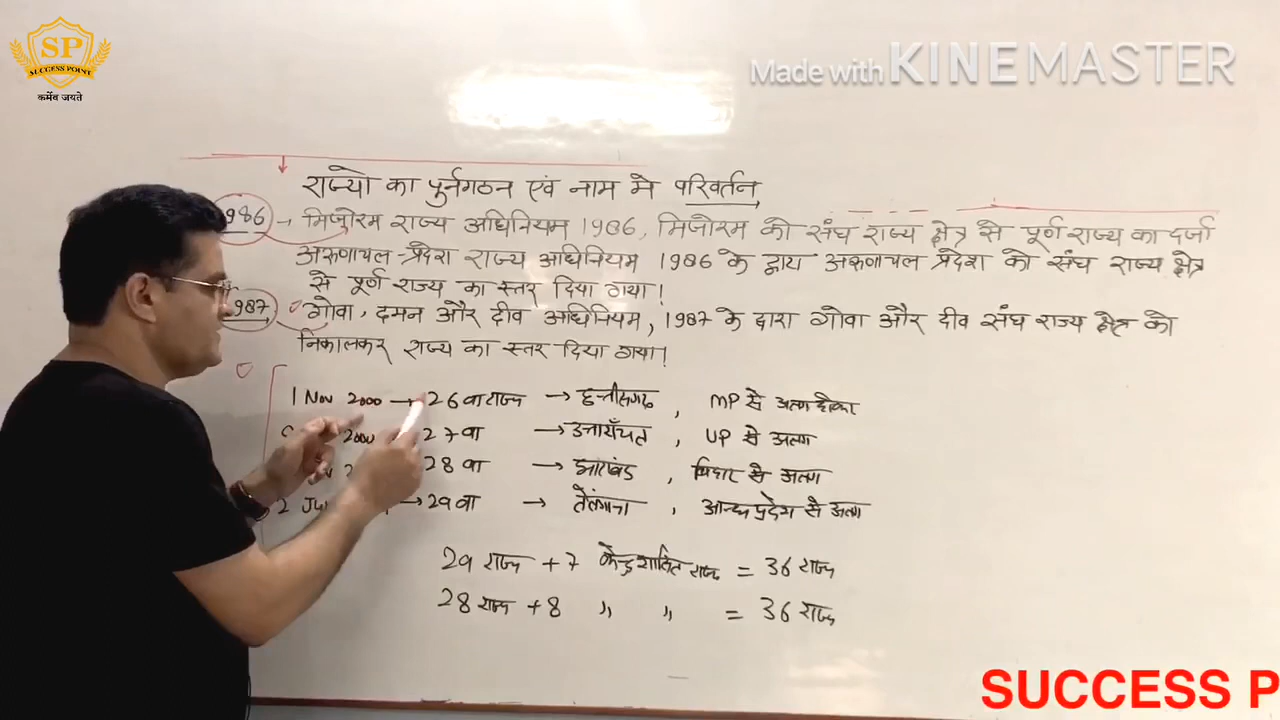 SP
SUCCESS POINT
कर्मेव जयते
Made with KINEMASTER
राज्यो का पुर्नगठन एवं नाम मे परिवर्तन
1986 → मिजोरम राज्य अधिनियम 1986, मिजोरम को संघ राज्य क्षेत्र से पूर्ण राज्य का दर्जा
अरूणाचल-प्रदेश राज्य अधिनियम 1986 के द्वारा अरूणाचल प्रदेश को संघ राज्य क्षेत्र
से पूर्ण राज्य का स्तर दिया गया!
1987 गोवा, दमन और दीव अधिनियम, 1987 के द्वारा गोवा और दीव संघ राज्य क्षेत्र को
निकालकर राज्य का स्तर दिया गया!
1 Nov 2000 → 26 वा राज्य → छत्तीसगढ, MP से अलग होकर
2000 27 वा → उत्तराँचल, UP से अलग
28 वा → झारखंड, बिहार से अलग
2 → 29 वा → तेलंगाना, आन्ध्र प्रदेश से अलग
29 राज्य + 7 केन्द्रशासित राज्य = 36 राज्य
28 राज्य + 8 ,, ,, = 36 राज्य
SUCCESS P